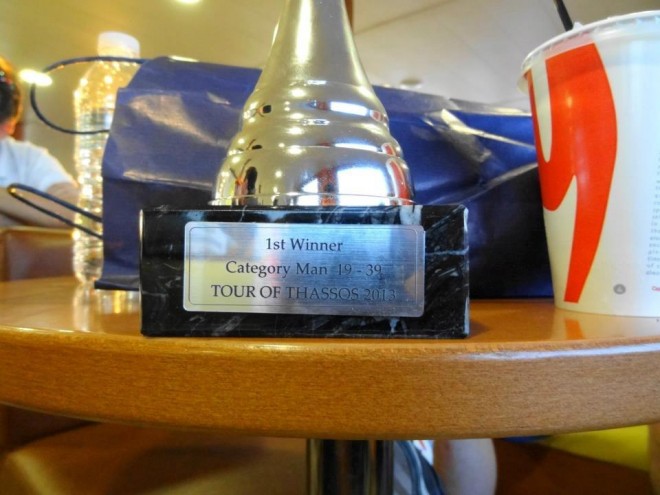 1st Winner
Category Man 19 - 39
TOUR OF THASSOS 2013